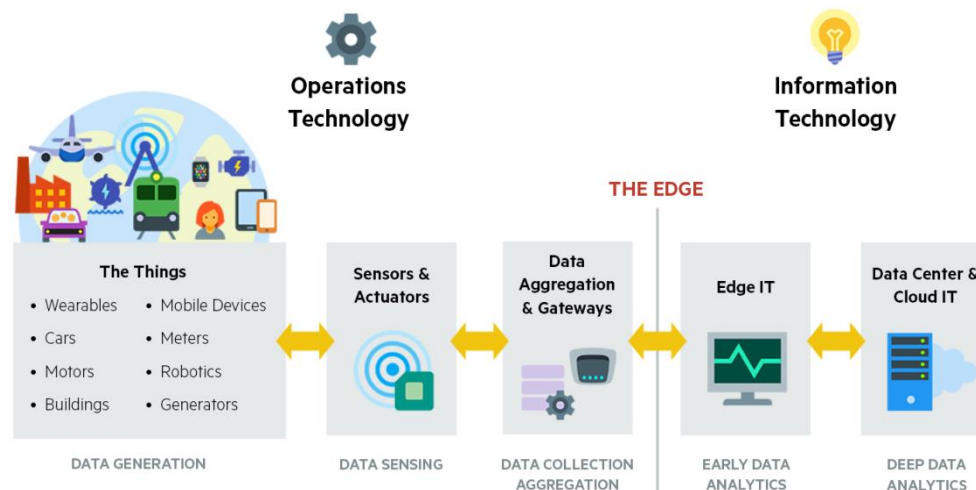 Operations
Technology
Information
Technology
THE EDGE
The Things
• Wearables
• Cars
• Motors
• Buildings
• Mobile Devices
• Meters
• Robotics
• Generators
Sensors &
Actuators
Data
Aggregation
& Gateways
Edge IT
Data Center &
Cloud IT
DATA GENERATION
DATA SENSING
DATA COLLECTION
AGGREGATION
EARLY DATA
ANALYTICS
DEEP DATA
ANALYTICS